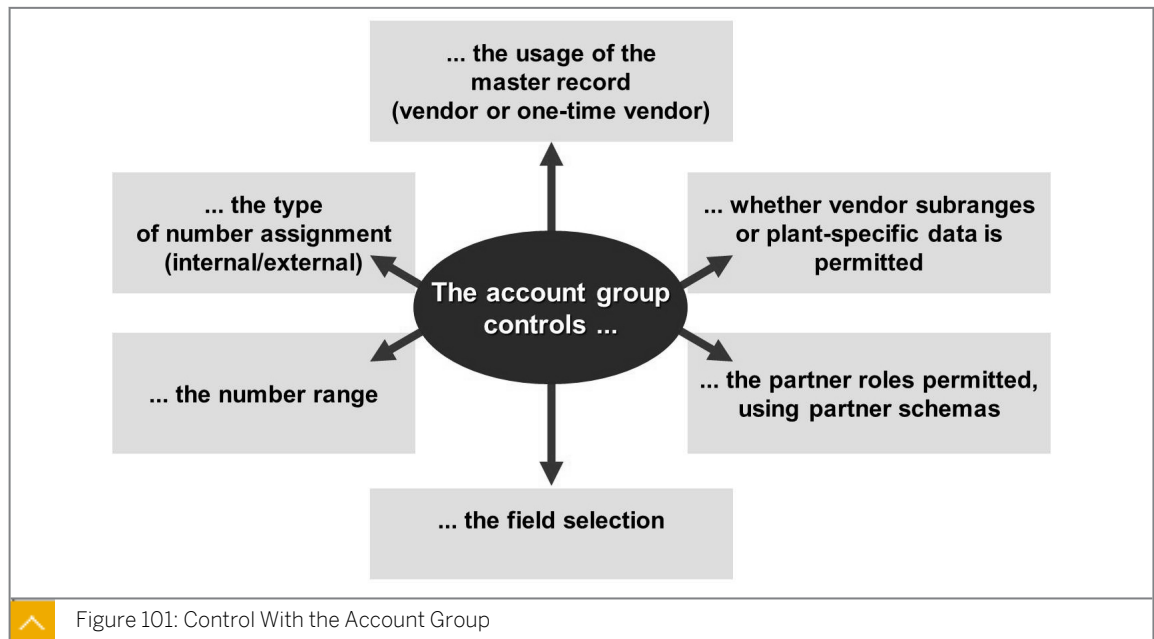 ... the usage of the
master record
(vendor or one-time vendor)
... the type
of number assignment
(internal/external)
... whether vendor subranges
or plant-specific data is
permitted
The account group
controls ...
... the number range
... the partner roles permitted,
using partner schemas
... the field selection
Figure 101: Control With the Account Group